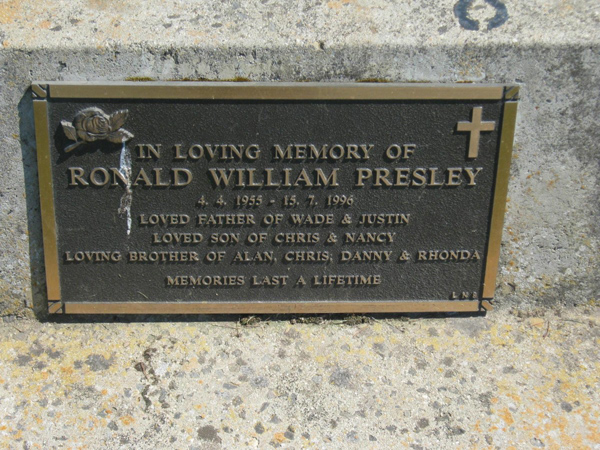 IN LOVING MEMORY OF
RONALD WILLIAM PRESLEY
4. 4. 1955 - 15. 7. 1996
LOVED FATHER OF WADE & JUSTIN
LOVED SON OF CHRIS & NANCY
LOVING BROTHER OF ALAN, CHRIS, DANNY & RHONDA
MEMORIES LAST A LIFETIME